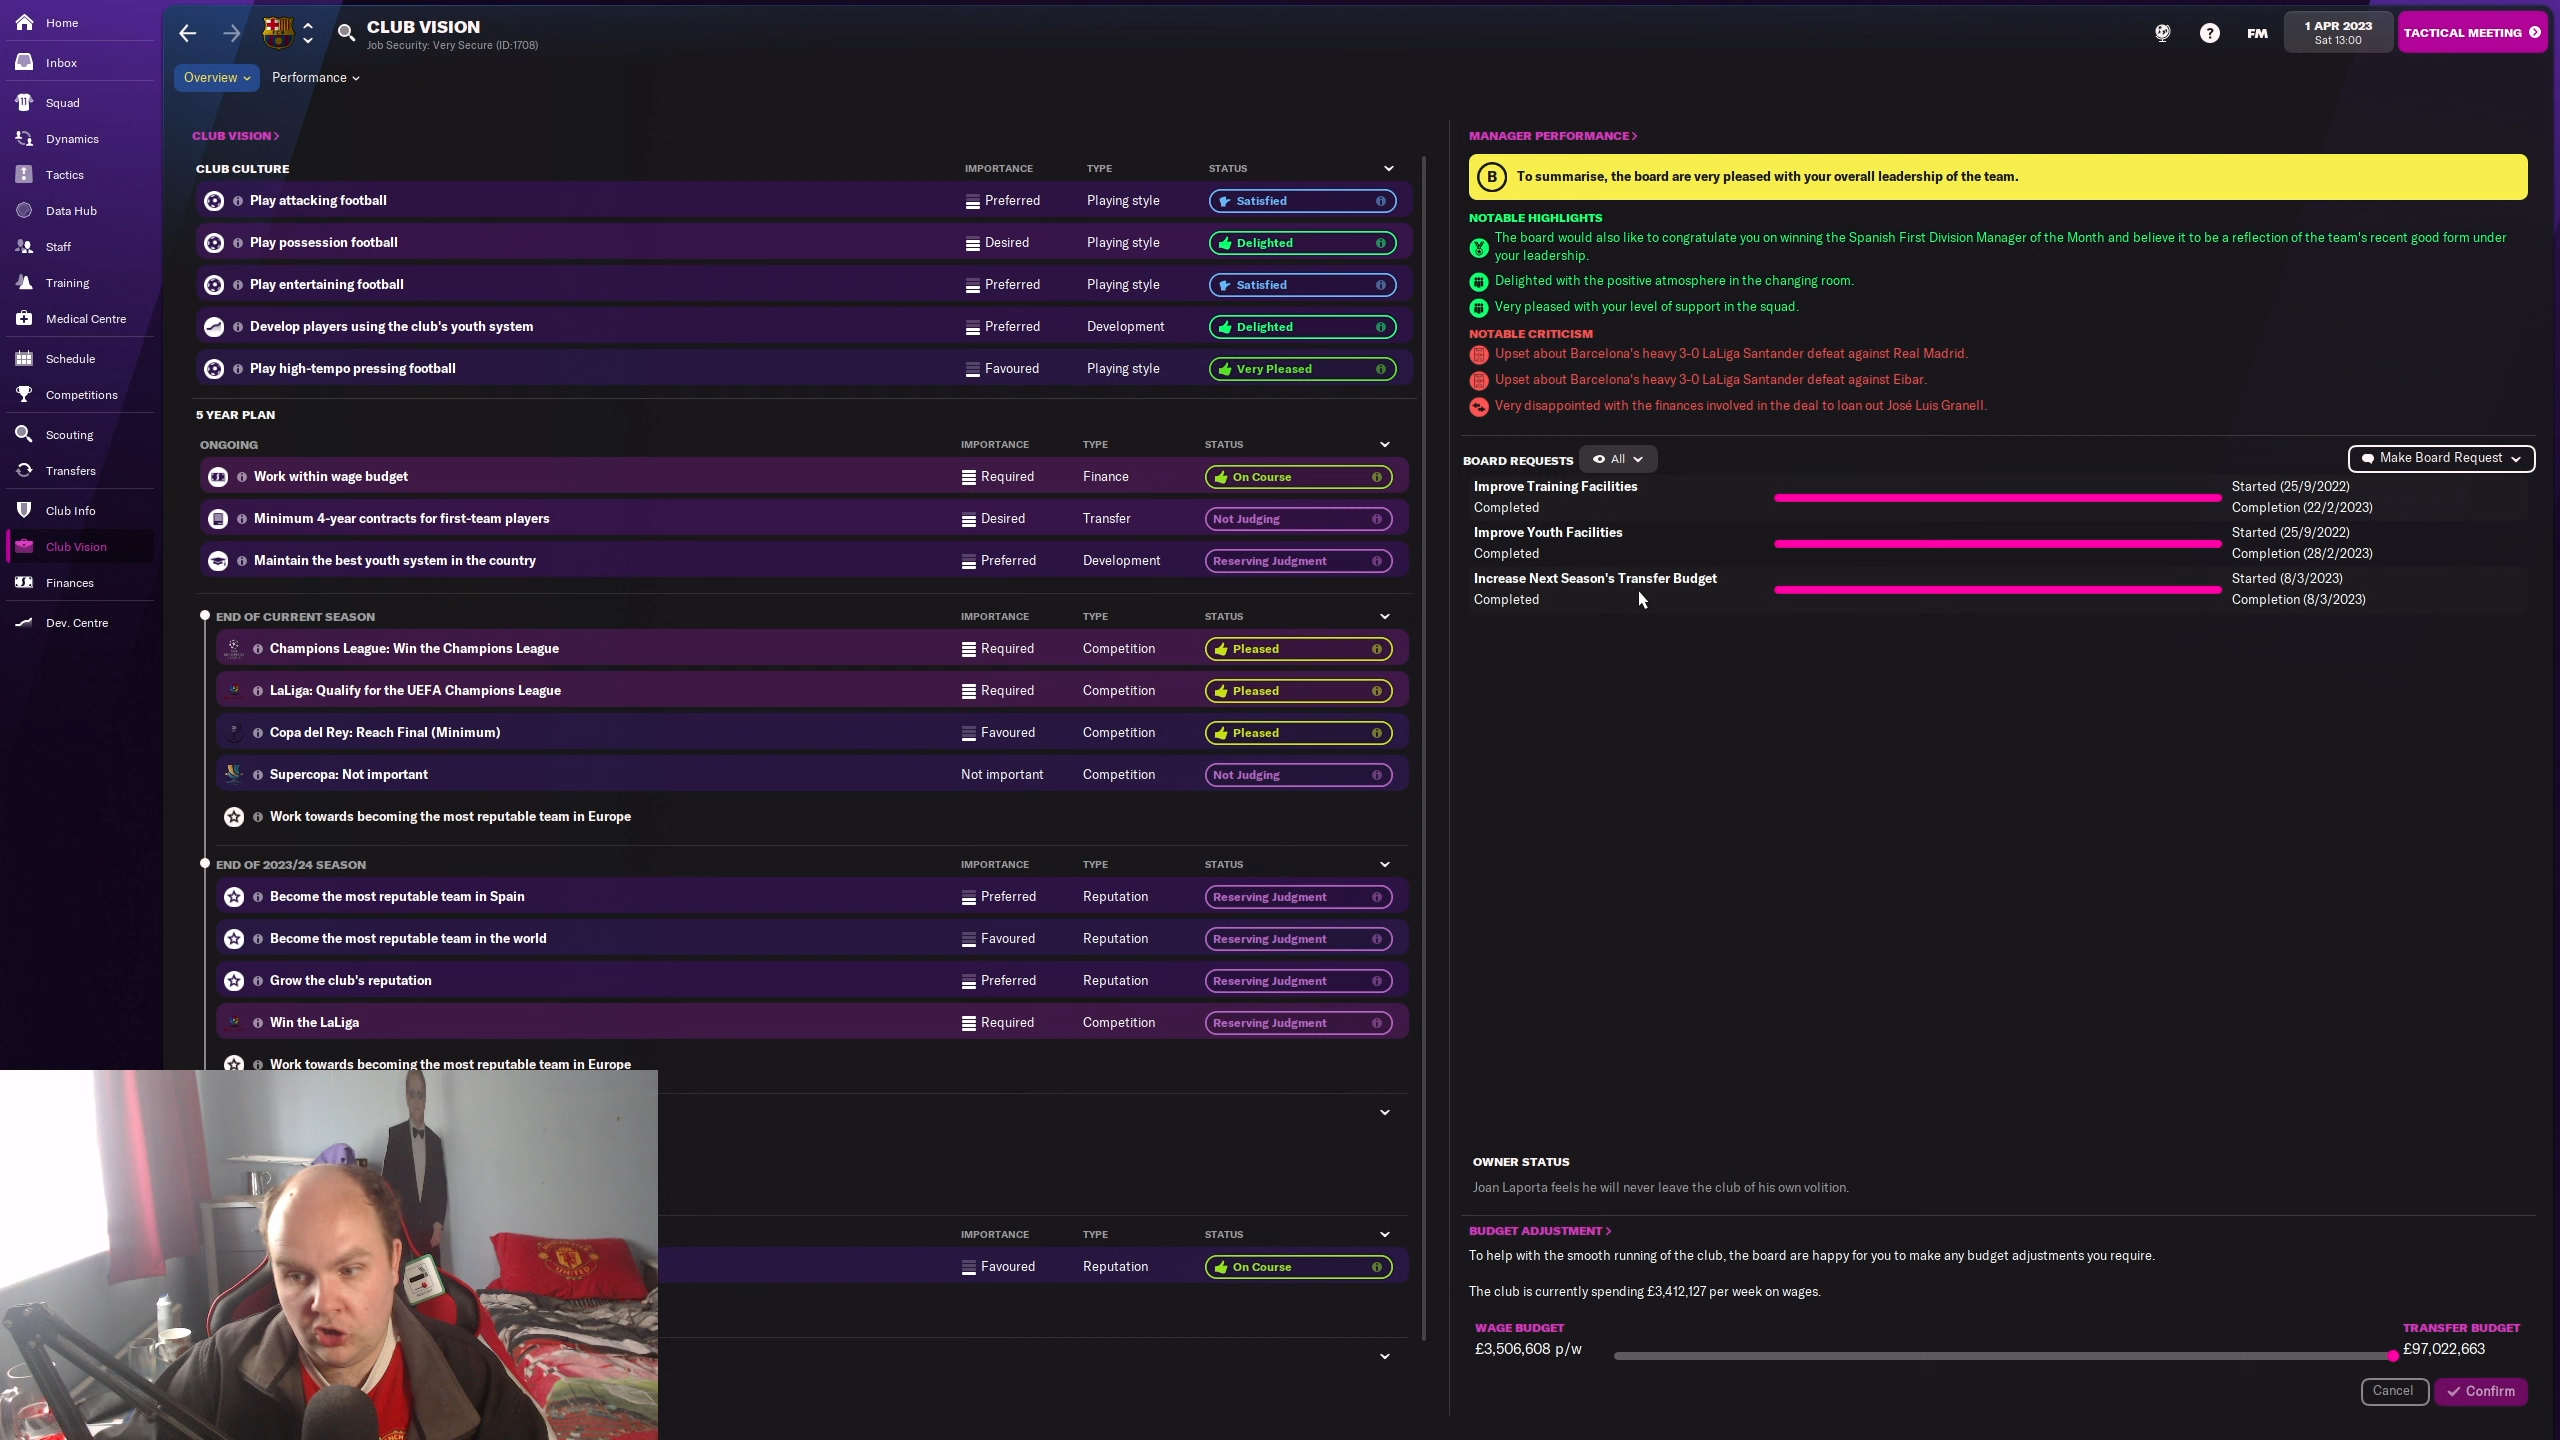 Home
Inbox
Squad
Dynamics
Tactics
Data Hub
Staff
Training
Medical Centre
Schedule
Competitions
Scouting
Transfers
Club Info
Club Vision
Finances
Dev. Centre
CLUB VISION
Job Security: Very Secure (ID:1708)
FM
1 APR 2023
Sat 13:00
TACTICAL MEETING
Overview
Performance
CLUB VISION
CLUB CULTURE IMPORTANCE TYPE STATUS
Play attacking football Preferred Playing style Satisfied
Play possession football Desired Playing style Delighted
Play entertaining football Preferred Playing style Satisfied
Develop players using the club's youth system Preferred Development Delighted
Play high-tempo pressing football Favoured Playing style Very Pleased
5 YEAR PLAN
ONGOING IMPORTANCE TYPE STATUS
Work within wage budget Required Finance On Course
Minimum 4-year contracts for first-team players Desired Transfer Not Judging
Maintain the best youth system in the country Preferred Development Reserving Judgment
END OF CURRENT SEASON IMPORTANCE TYPE STATUS
Champions League: Win the Champions League Required Competition Pleased
LaLiga: Qualify for the UEFA Champions League Required Competition Pleased
Copa del Rey: Reach Final (Minimum) Favoured Competition Pleased
Supercopa: Not important Not important Competition Not Judging
Work towards becoming the most reputable team in Europe
END OF 2023/24 SEASON IMPORTANCE TYPE STATUS
Become the most reputable team in Spain Preferred Reputation Reserving Judgment
Become the most reputable team in the world Favoured Reputation Reserving Judgment
Grow the club's reputation Preferred Reputation Reserving Judgment
Win the LaLiga Required Competition Reserving Judgment
Work towards becoming the most reputable team in Europe
IMPORTANCE TYPE STATUS
Favoured Reputation On Course
MANAGER PERFORMANCE
B To summarise, the board are very pleased with your overall leadership of the team.
NOTABLE HIGHLIGHTS
The board would also like to congratulate you on winning the Spanish First Division Manager of the Month and believe it to be a reflection of the team's recent good form under
your leadership.
Delighted with the positive atmosphere in the changing room.
Very pleased with your level of support in the squad.
NOTABLE CRITICISM
Upset about Barcelona's heavy 3-0 LaLiga Santander defeat against Real Madrid.
Upset about Barcelona's heavy 3-0 LaLiga Santander defeat against Eibar.
Very disappointed with the finances involved in the deal to loan out José Luis Granell.
BOARD REQUESTS All Make Board Request
Improve Training Facilities Started (25/9/2022)
Completed Completion (22/2/2023)
Improve Youth Facilities Started (25/9/2022)
Completed Completion (28/2/2023)
Increase Next Season's Transfer Budget Started (8/3/2023)
Completed Completion (8/3/2023)
OWNER STATUS
Joan Laporta feels he will never leave the club of his own volition.
BUDGET ADJUSTMENT
To help with the smooth running of the club, the board are happy for you to make any budget adjustments you require.
The club is currently spending £3,412,127 per week on wages.
WAGE BUDGET TRANSFER BUDGET
£3,506,608 p/w £97,022,663
Cancel Confirm